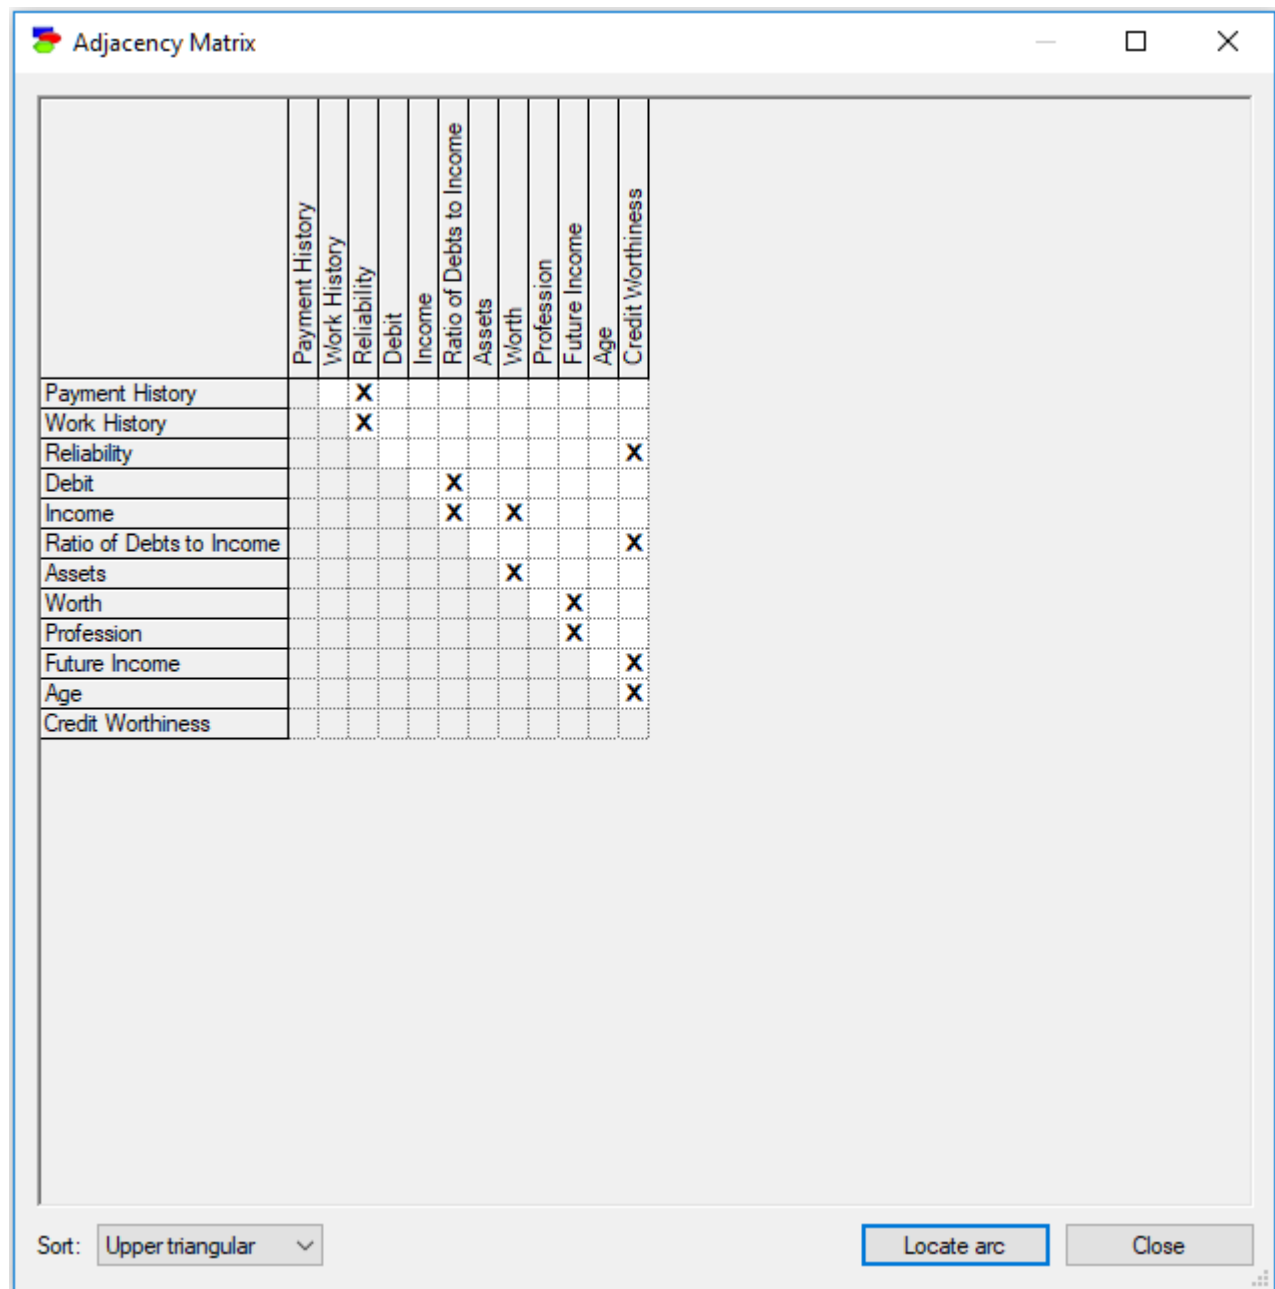 Adjacency Matrix
Payment History
Work History
Reliability
Debit
Income
Ratio of Debts to Income
Assets
Worth
Profession
Future Income
Age
Credit Worthiness
Payment History X
Work History X
Reliability X
Debit X
Income X X
Ratio of Debts to Income X
Assets X
Worth X
Profession X
Future Income X
Age X
Credit Worthiness
Sort: Upper triangular Locate arc Close